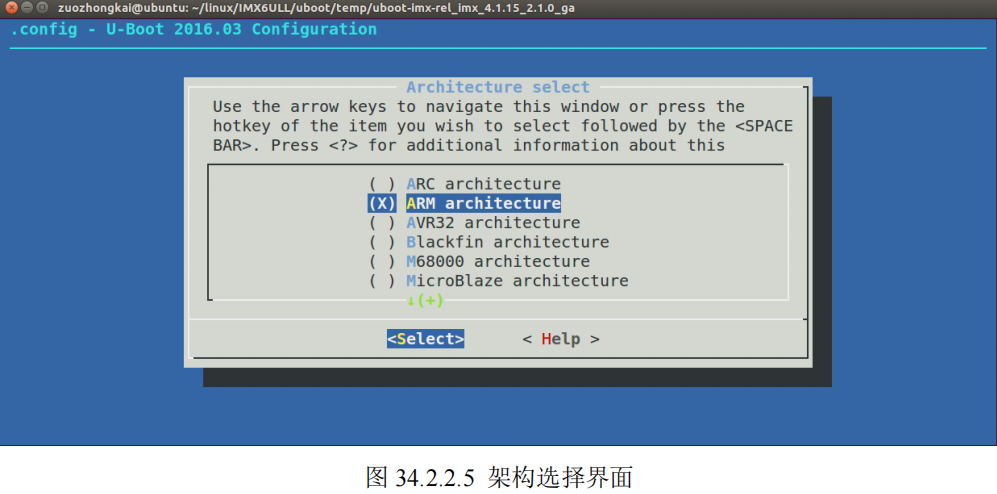 zuozhongkai@ubuntu: ~/linux/IMX6ULL/uboot/temp/uboot-imx-rel_imx_4.1.15_2.1.0_ga
.config - U-Boot 2016.03 Configuration
Architecture select
Use the arrow keys to navigate this window or press the
hotkey of the item you wish to select followed by the <SPACE
BAR>. Press <?> for additional information about this
( ) ARC architecture
(X) ARM architecture
( ) AVR32 architecture
( ) Blackfin architecture
( ) M68000 architecture
( ) MicroBlaze architecture
↓(+)
<Select> < Help >
图 34.2.2.5 架构选择界面